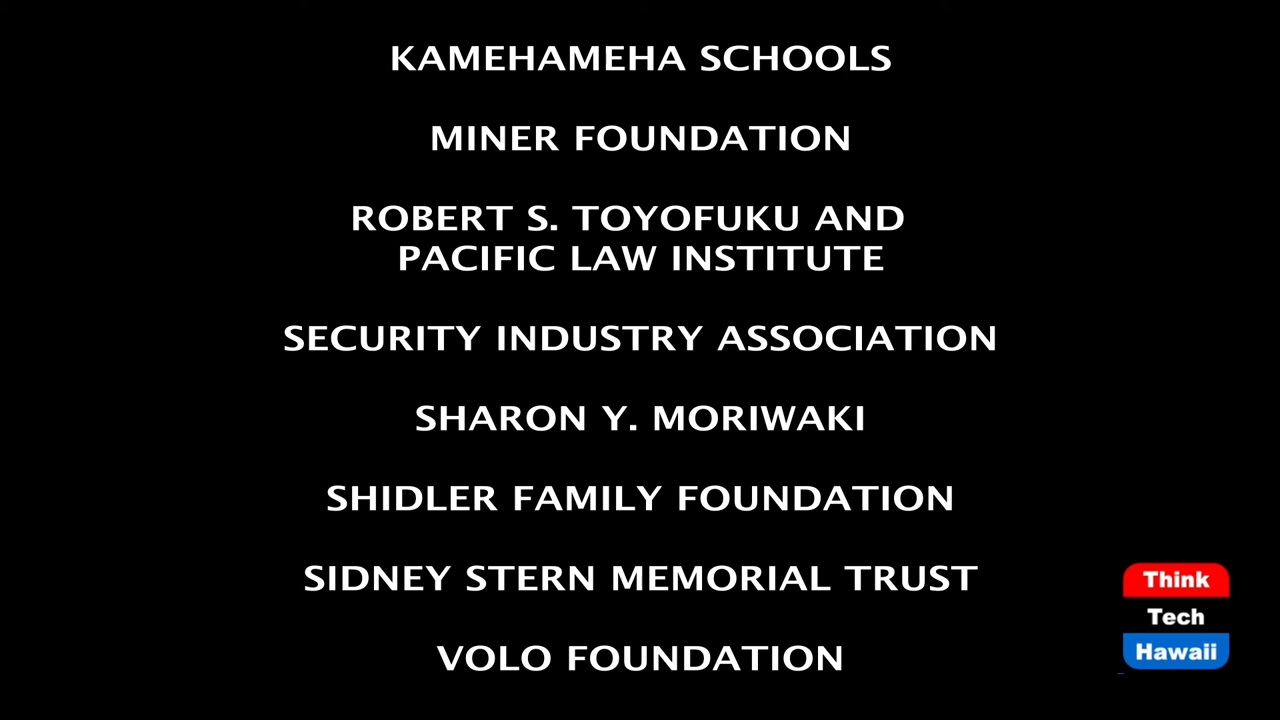 KAMEHAMEHA SCHOOLS
MINER FOUNDATION
ROBERT S. TOYOFUKU AND
PACIFIC LAW INSTITUTE
SECURITY INDUSTRY ASSOCIATION
SHARON Y. MORIWAKI
SHIDLER FAMILY FOUNDATION
SIDNEY STERN MEMORIAL TRUST
VOLO FOUNDATION
Think
Tech
Hawaii